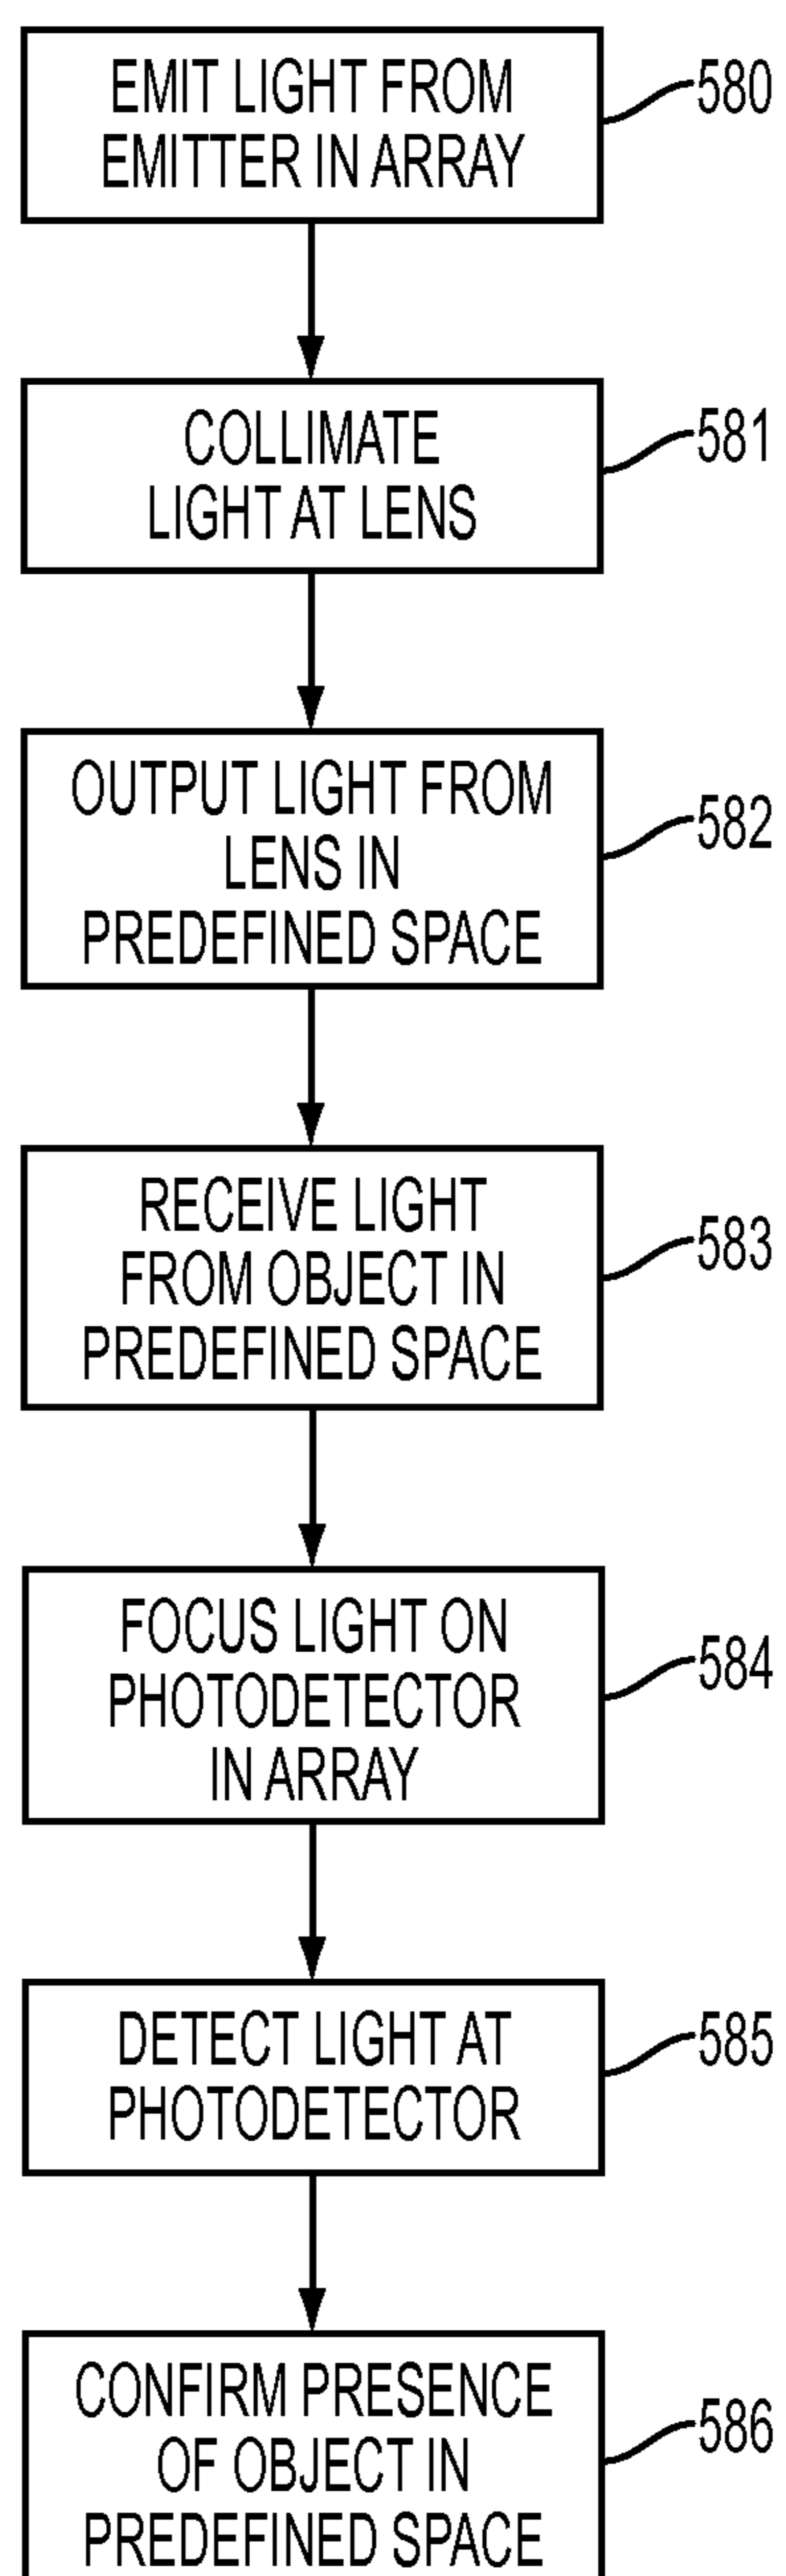 EMIT LIGHT FROM
EMITTER IN ARRAY
580
COLLIMATE
LIGHT AT LENS
581
OUTPUT LIGHT FROM
LENS IN
PREDEFINED SPACE
582
RECEIVE LIGHT
FROM OBJECT IN
PREDEFINED SPACE
583
FOCUS LIGHT ON
PHOTODETECTOR
IN ARRAY
584
DETECT LIGHT AT
PHOTODETECTOR
585
CONFIRM PRESENCE
OF OBJECT IN
PREDEFINED SPACE
586